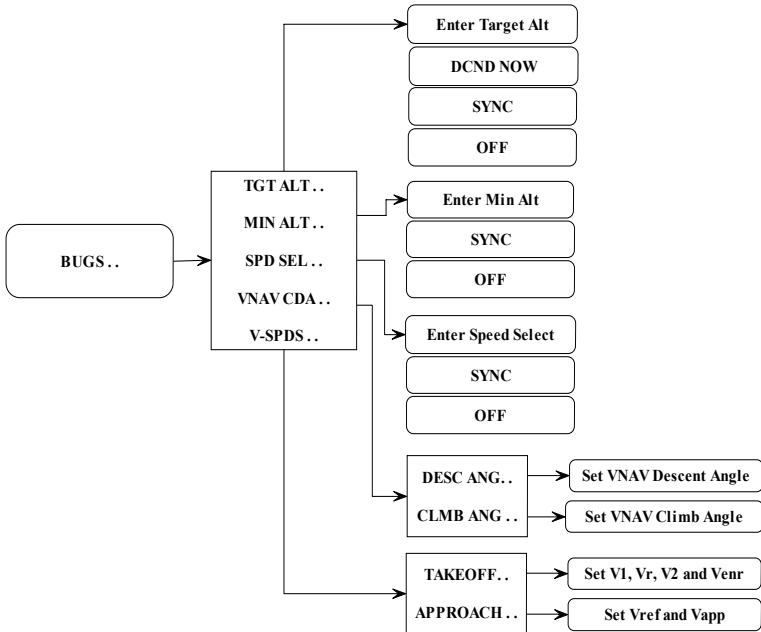 Enter Target Alt
DCND NOW
SYNC
OFF
TGT ALT . .
MIN ALT . .
SPD SEL . .
VNAV CDA . .
V-SPDS . .
BUGS . .
Enter Min Alt
SYNC
OFF
Enter Speed Select
SYNC
OFF
DESC ANG. .
CLMB ANG . .
Set VNAV Descent Angle
Set VNAV Climb Angle
TAKEOFF. .
APPROACH . .
Set V1, Vr, V2 and Venr
Set Vref and Vapp